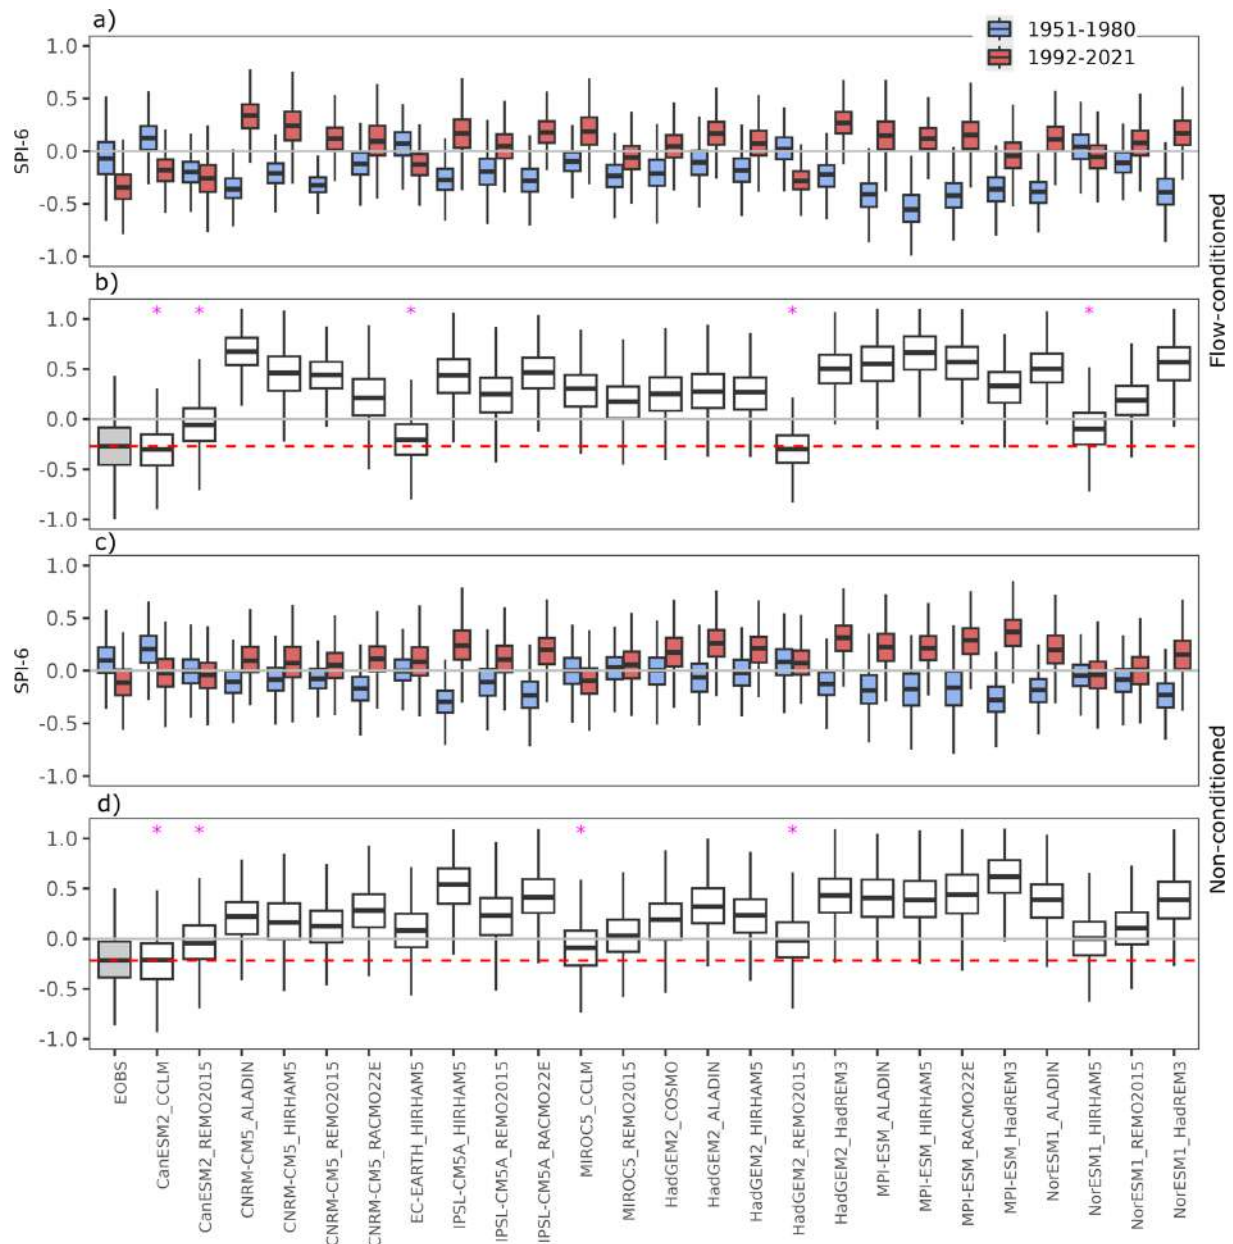 a)
1951-1980
1992-2021
1.0
0.5
0.0
-0.5
-1.0
SPI-6
b)
* * * * *
1.0
0.5
0.0
-0.5
-1.0
Flow-conditioned
c)
1.0
0.5
0.0
-0.5
-1.0
SPI-6
d)
* * * *
1.0
0.5
0.0
-0.5
-1.0
Non-conditioned
EOBS
CanESM2_CCLM
CanESM2_REMO2015
CNRM-CM5_ALADIN
CNRM-CM5_HIRHAM5
CNRM-CM5_REMO2015
CNRM-CM5_RACMO22E
EC-EARTH_HIRHAM5
IPSL-CM5A_HIRHAM5
IPSL-CM5A_REMO2015
IPSL-CM5A_RACMO22E
MIROC5_CCLM
MIROC5_REMO2015
HadGEM2_COSMO
HadGEM2_ALADIN
HadGEM2_HIRHAM5
HadGEM2_REMO2015
HadGEM2_HadREM3
MPI-ESM_ALADIN
MPI-ESM_HIRHAM5
MPI-ESM_RACMO22E
MPI-ESM_HadREM3
NorESM1_ALADIN
NorESM1_HIRHAM5
NorESM1_REMO2015
NorESM1_HadREM3